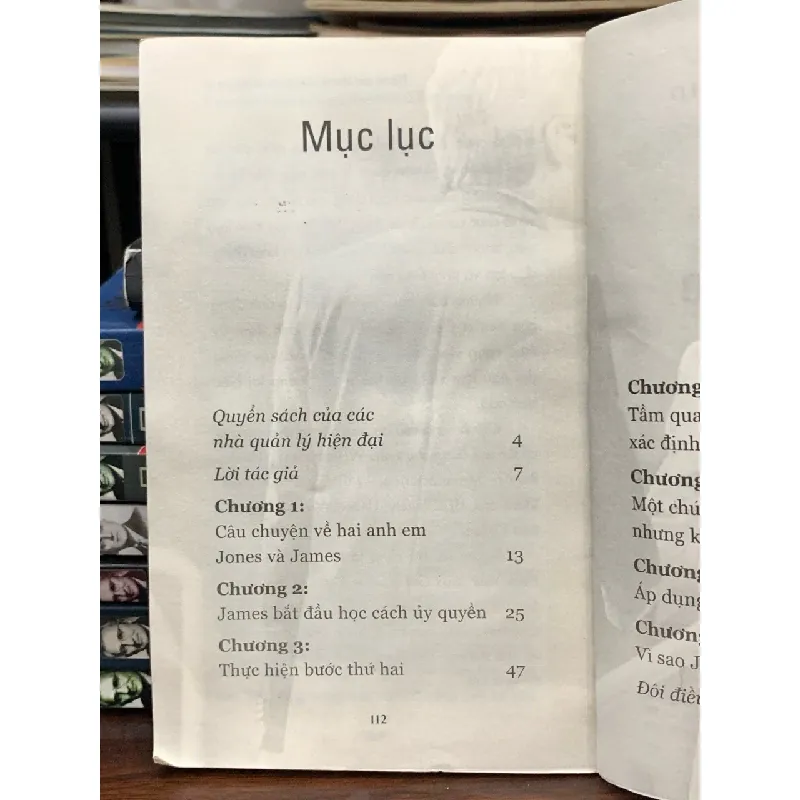 Mục lục
Quyển sách của các
nhà quản lý hiện đại 4
Lời tác giả 7
Chương 1:
Câu chuyện về hai anh em
Jones và James 13
Chương 2:
James bắt đầu học cách ủy quyền 25
Chương 3:
Thực hiện bước thứ hai 47
112
Chương
Tầm qua
xác định
Chương
Một chú
nhưng k
Chương
Áp dụng
Chương
Vì sao J
Đôi điều